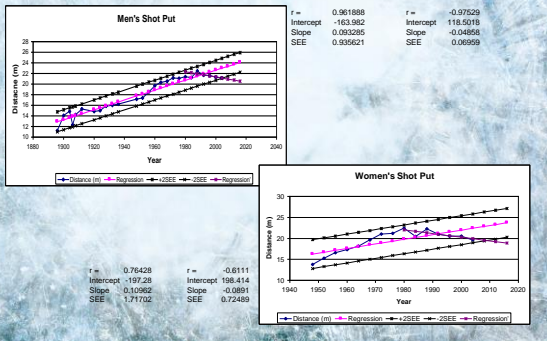 Men's Shot Put
Distacne (m)
28
26
24
22
20
18
16
14
12
10
1880 1900 1920 1940 1960 1980 2000 2020 2040
Year
Distance (m) Regression +2SEE -2SEE Regression'
r = 0.961888 r = -0.97529
Intercept -163.982 Intercept 118.5018
Slope 0.093285 Slope -0.04858
SEE 0.935621 SEE 0.06959
Women's Shot Put
Distance (m)
30
25
20
15
10
1940 1950 1960 1970 1980 1990 2000 2010 2020
Year
Distance (m) Regression +2SEE -2SEE Regression'
r = 0.76428 r = -0.6111
Intercept -197.28 Intercept 198.414
Slope 0.10962 Slope -0.0891
SEE 1.71702 SEE 0.72489